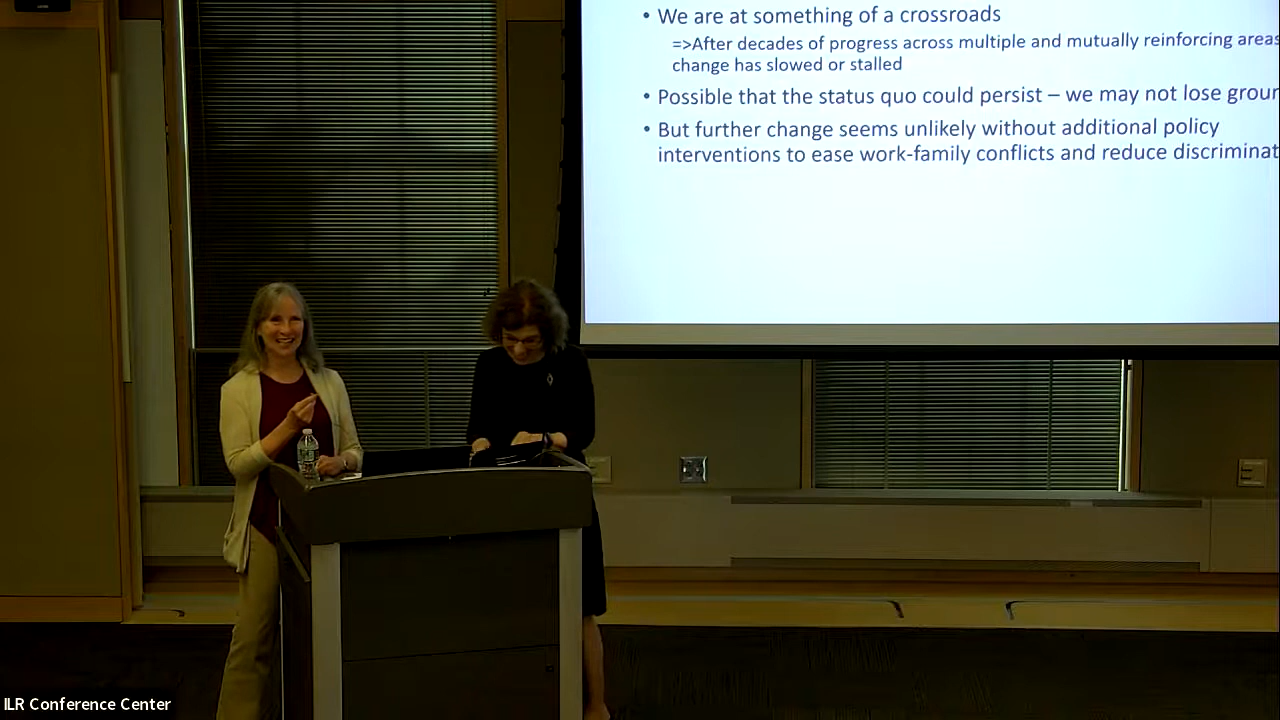 • We are at something of a crossroads
=>After decades of progress across multiple and mutually reinforcing areas
change has slowed or stalled
• Possible that the status quo could persist – we may not lose groun
• But further change seems unlikely without additional policy
interventions to ease work-family conflicts and reduce discriminat
ILR Conference Center